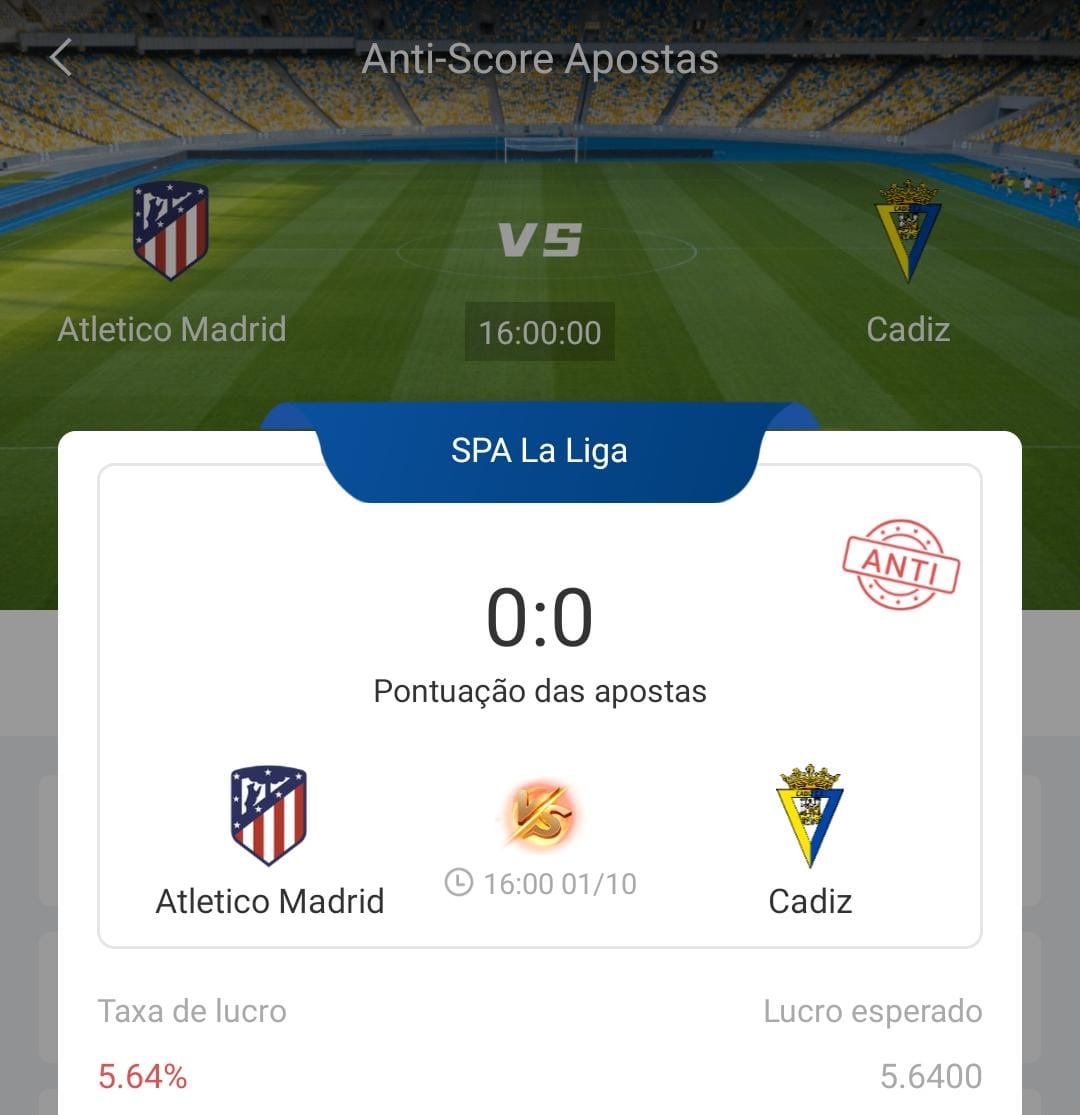 Anti-Score Apostas
VS
Atletico Madrid
16:00:00
Cadiz
SPA La Liga
ANTI
0:0
Pontuação das apostas
VS
16:00 01/10
Atletico Madrid
Cadiz
Taxa de lucro
Lucro esperado
5.64%
5.6400